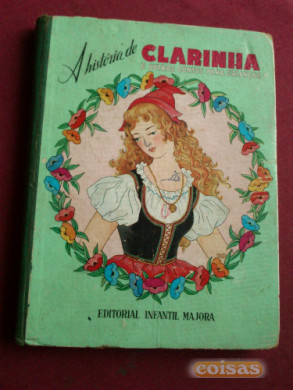 A história de CLARINHA
EDITORIAL INFANTIL MAJORA
coisas